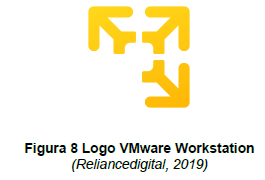 Figura 8 Logo VMware Workstation
(Reliancedigital, 2019)